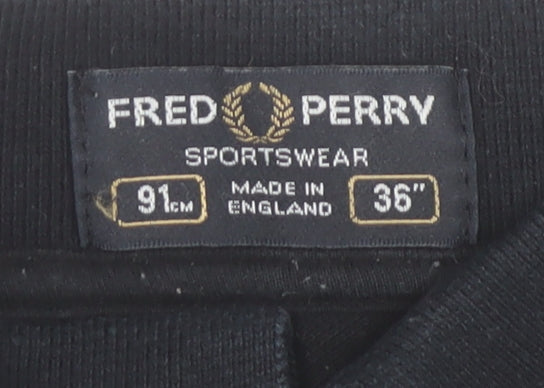 FRED PERRY
SPORTSWEAR
91CM MADE IN ENGLAND 36"